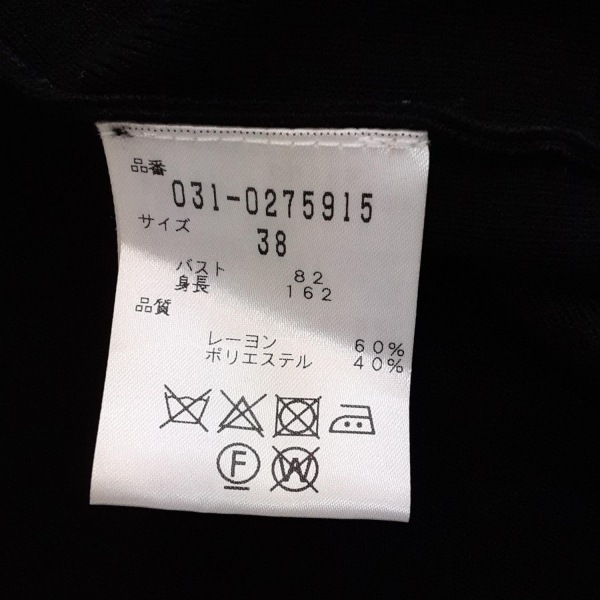 品番
031-0275915
サイズ
38
バスト 82
身長 162
品質
レーヨン 60%
ポリエステル 40%
F W